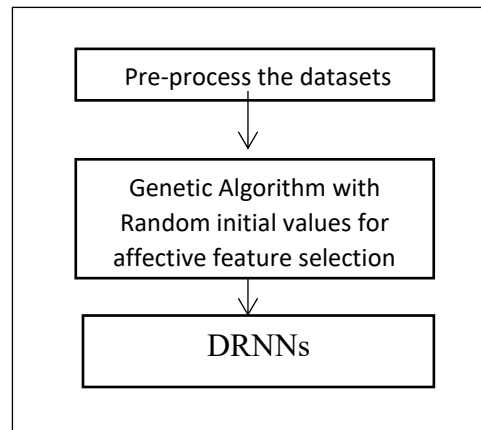 Pre-process the datasets
Genetic Algorithm with
Random initial values for
affective feature selection
DRNNs